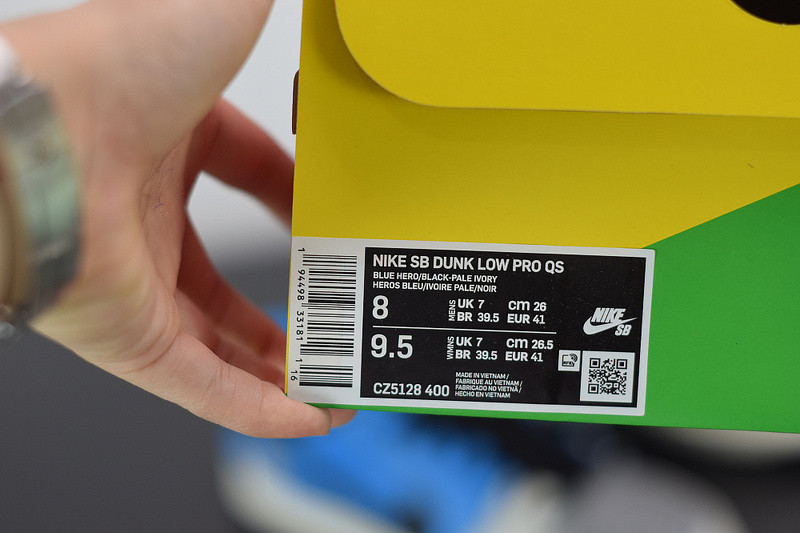 NIKE SB DUNK LOW PRO QS
BLUE HERO/BLACK-PALE IVORY
HEROS BLEU/IVOIRE PALE/NOIR
8 MENS UK 7 cm 26
BR 39.5 EUR 41
9.5 WMNS UK 7 cm 26.5
BR 39.5 EUR 41
CZ5128 400
MADE IN VIETNAM /
FABRIQUE AU VIETNAM /
FABRICADO NO VIETNÃ /
HECHO EN VIETNAM
NIKE SB
1 94498 33181 1 16